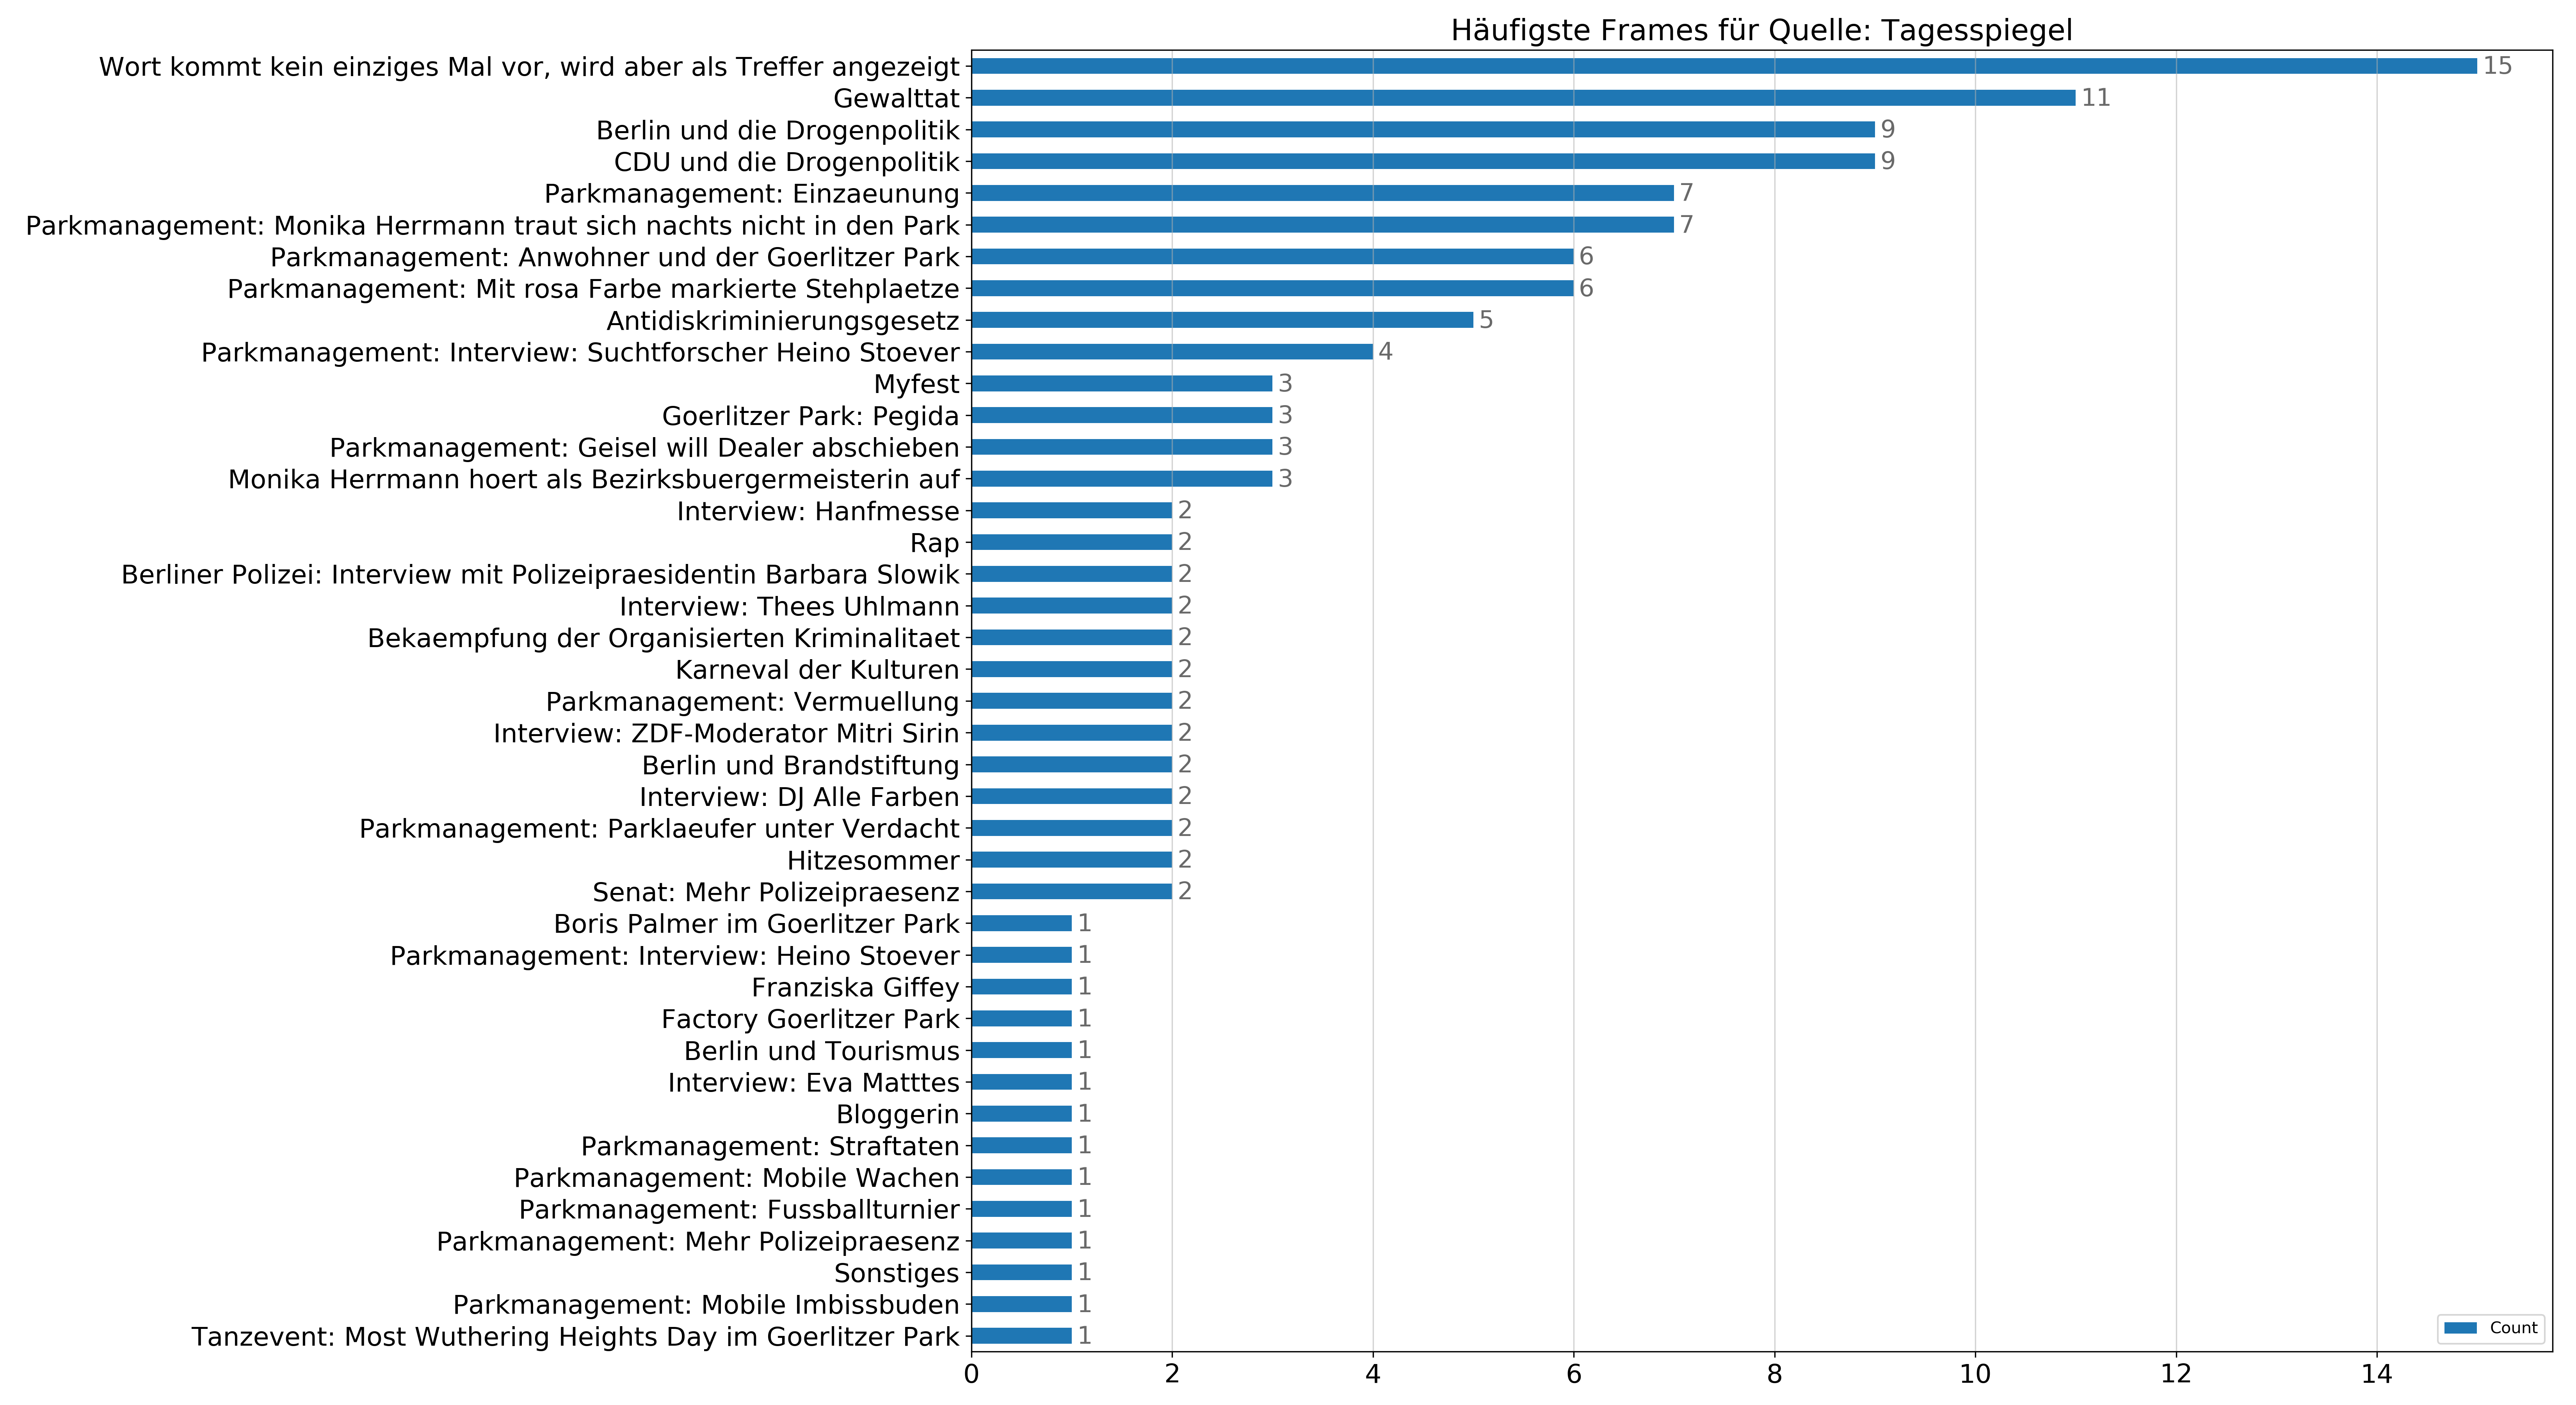 Häufigste Frames für Quelle: Tagesspiegel
Wort kommt kein einziges Mal vor, wird aber als Treffer angezeigt 15
Gewalttat 11
Berlin und die Drogenpolitik 9
CDU und die Drogenpolitik 9
Parkmanagement: Einzaeunung 7
Parkmanagement: Monika Herrmann traut sich nachts nicht in den Park 7
Parkmanagement: Anwohner und der Goerlitzer Park 6
Parkmanagement: Mit rosa Farbe markierte Stehplaetze 6
Antidiskriminierungsgesetz 5
Parkmanagement: Interview: Suchtforscher Heino Stoever 4
Myfest 3
Goerlitzer Park: Pegida 3
Parkmanagement: Geisel will Dealer abschieben 3
Monika Herrmann hoert als Bezirksbuergermeisterin auf 3
Interview: Hanfmesse 2
Rap 2
Berliner Polizei: Interview mit Polizeipraesidentin Barbara Slowik 2
Interview: Thees Uhlmann 2
Bekaempfung der Organisierten Kriminalitaet 2
Karneval der Kulturen 2
Parkmanagement: Vermuellung 2
Interview: ZDF-Moderator Mitri Sirin 2
Berlin und Brandstiftung 2
Interview: DJ Alle Farben 2
Parkmanagement: Parklaeufer unter Verdacht 2
Hitzesommer 2
Senat: Mehr Polizeipraesenz 2
Boris Palmer im Goerlitzer Park 1
Parkmanagement: Interview: Heino Stoever 1
Franziska Giffey 1
Factory Goerlitzer Park 1
Berlin und Tourismus 1
Interview: Eva Matttes 1
Bloggerin 1
Parkmanagement: Straftaten 1
Parkmanagement: Mobile Wachen 1
Parkmanagement: Fussballturnier 1
Parkmanagement: Mehr Polizeipraesenz 1
Sonstiges 1
Parkmanagement: Mobile Imbissbuden 1
Tanzevent: Most Wuthering Heights Day im Goerlitzer Park 1
Count
0 2 4 6 8 10 12 14